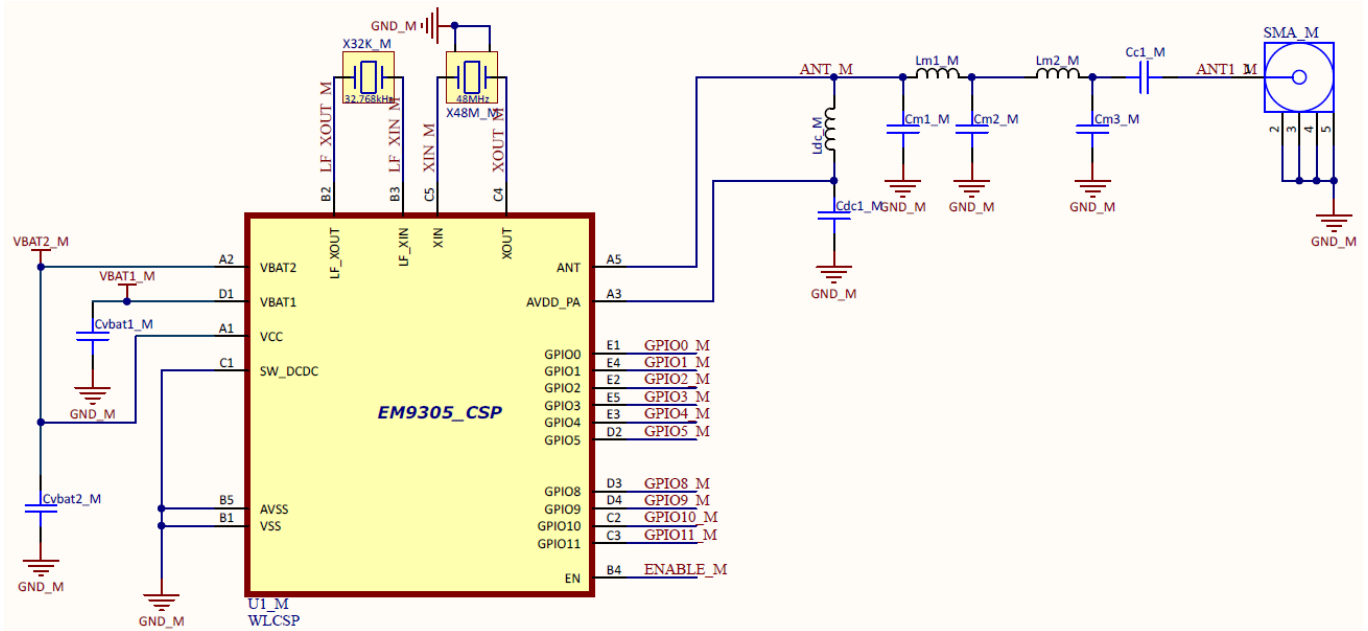 GND_M
X32K_M
32.768kHz
48MHz
X48M_M
LF_XOUT_M
LF_XIN_M
XIN_M
XOUT_M
B2
B3
C5
C4
LF_XOUT
LF_XIN
XIN
XOUT
VBAT2_M
VBAT1_M
Cvbat1_M
GND_M
Cvbat2_M
GND_M
GND_M
A2 VBAT2
D1 VBAT1
A1 VCC
C1 SW_DCDC
B5 AVSS
B1 VSS
EM9305_CSP
U1_M
WLCSP
ANT A5
AVDD_PA A3
GPIO0 E1 GPIO0_M
GPIO1 E4 GPIO1_M
GPIO2 E2 GPIO2_M
GPIO3 E5 GPIO3_M
GPIO4 E3 GPIO4_M
GPIO5 D2 GPIO5_M
GPIO8 D3 GPIO8_M
GPIO9 D4 GPIO9_M
GPIO10 C2 GPIO10_M
GPIO11 C3 GPIO11_M
EN B4 ENABLE_M
ANT_M
Ldc_M
Cdc1_M
GND_M
Lm1_M
Lm2_M
Cc1_M
Cm1_M
Cm2_M
Cm3_M
GND_M
GND_M
GND_M
ANT1_M
1
SMA_M
2
3
4
5
GND_M